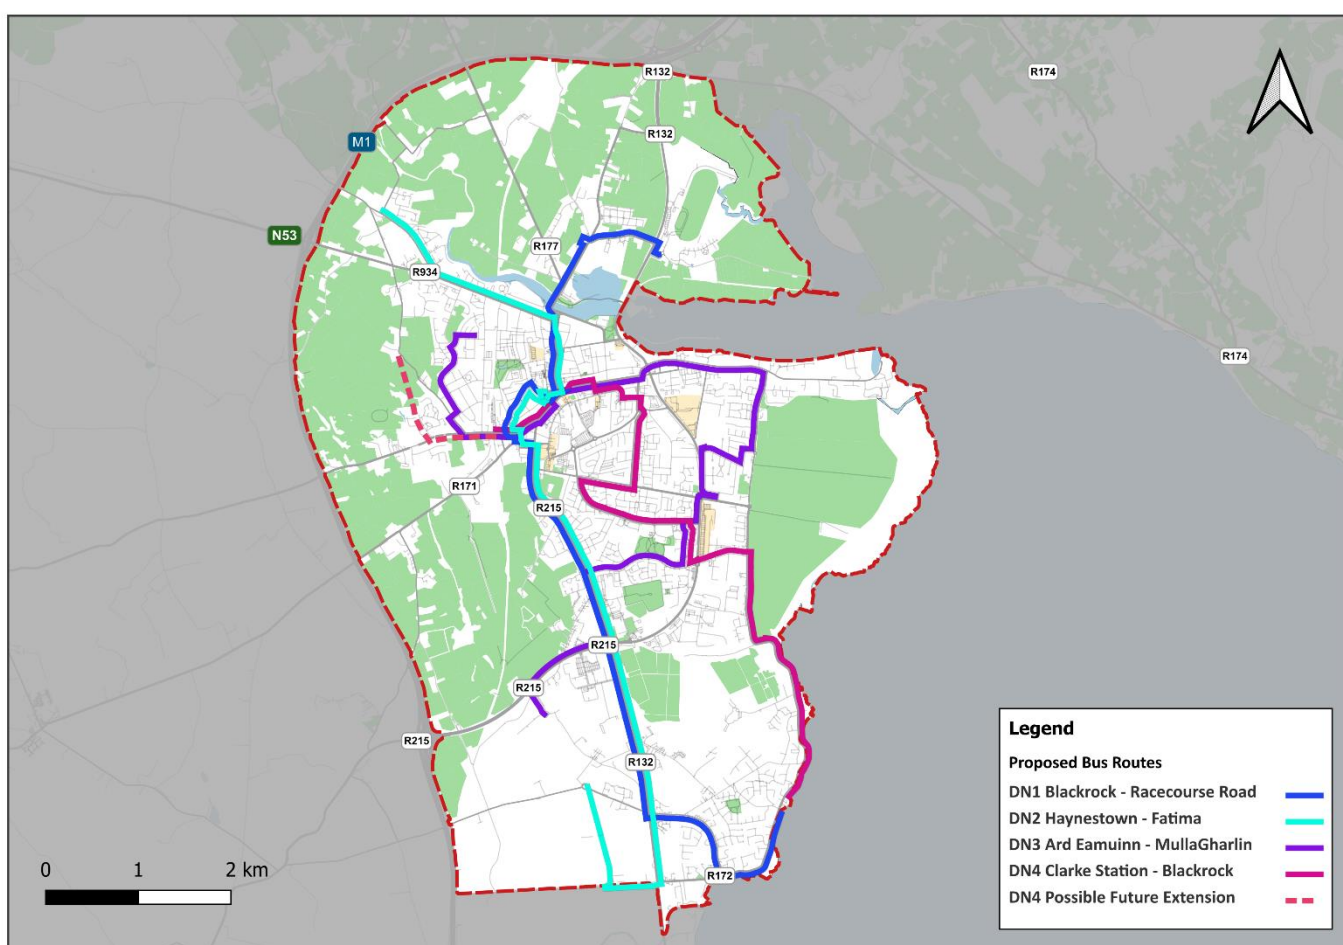 R132
R174
R132
M1
N53
R177
R934
R174
R171
R215
R215
R215
R215
R132
R172
0 1 2 km
Legend
Proposed Bus Routes
DN1 Blackrock - Racecourse Road
DN2 Haynestown - Fatima
DN3 Ard Eamuinn - MullaGharlin
DN4 Clarke Station - Blackrock
DN4 Possible Future Extension